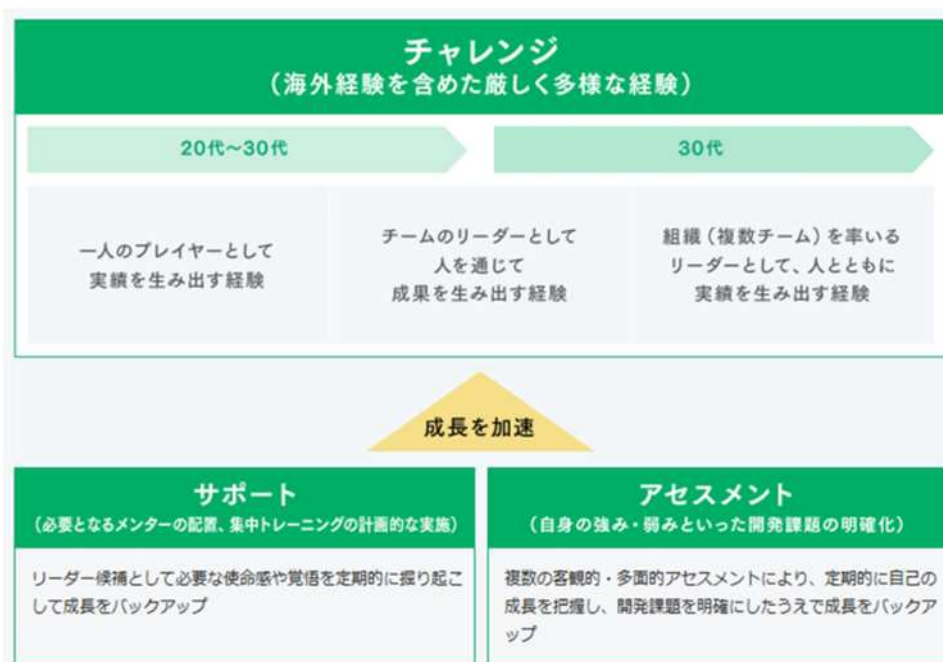 チャレンジ
（海外経験を含めた厳しく多様な経験）
20代～30代
30代
一人のプレイヤーとして
実績を生み出す経験
チームのリーダーとして
人を通じて
成果を生み出す経験
組織（複数チーム）を率いる
リーダーとして、人とともに
実績を生み出す経験
成長を加速
サポート
（必要となるメンターの配置、集中トレーニングの計画的な実施）
リーダー候補として必要な使命感や覚悟を定期的に掘り起こ
して成長をバックアップ
アセスメント
（自身の強み・弱みといった開発課題の明確化）
複数の客観的・多面的アセスメントにより、定期的に自己の
成長を把握し、開発課題を明確にしたうえで成長をバックア
ップ